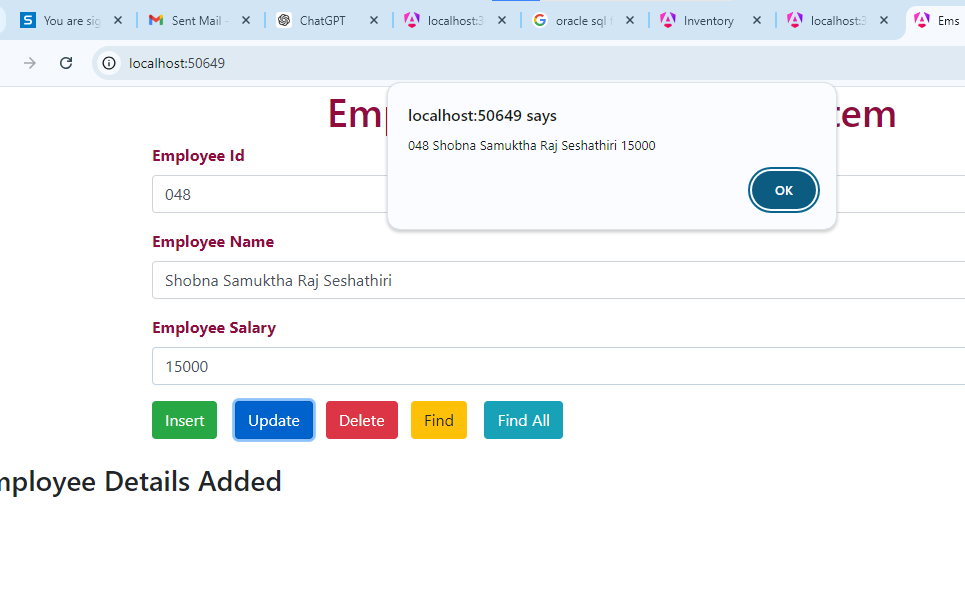 You are sig
Sent Mail -
ChatGPT
localhost:3
oracle sql t
Inventory
localhost:3
Ems
localhost:50649
Emp
tem
localhost:50649 says
048 Shobna Samuktha Raj Seshathiri 15000
OK
Employee Id
048
Employee Name
Shobna Samuktha Raj Seshathiri
Employee Salary
15000
Insert
Update
Delete
Find
Find All
mployee Details Added